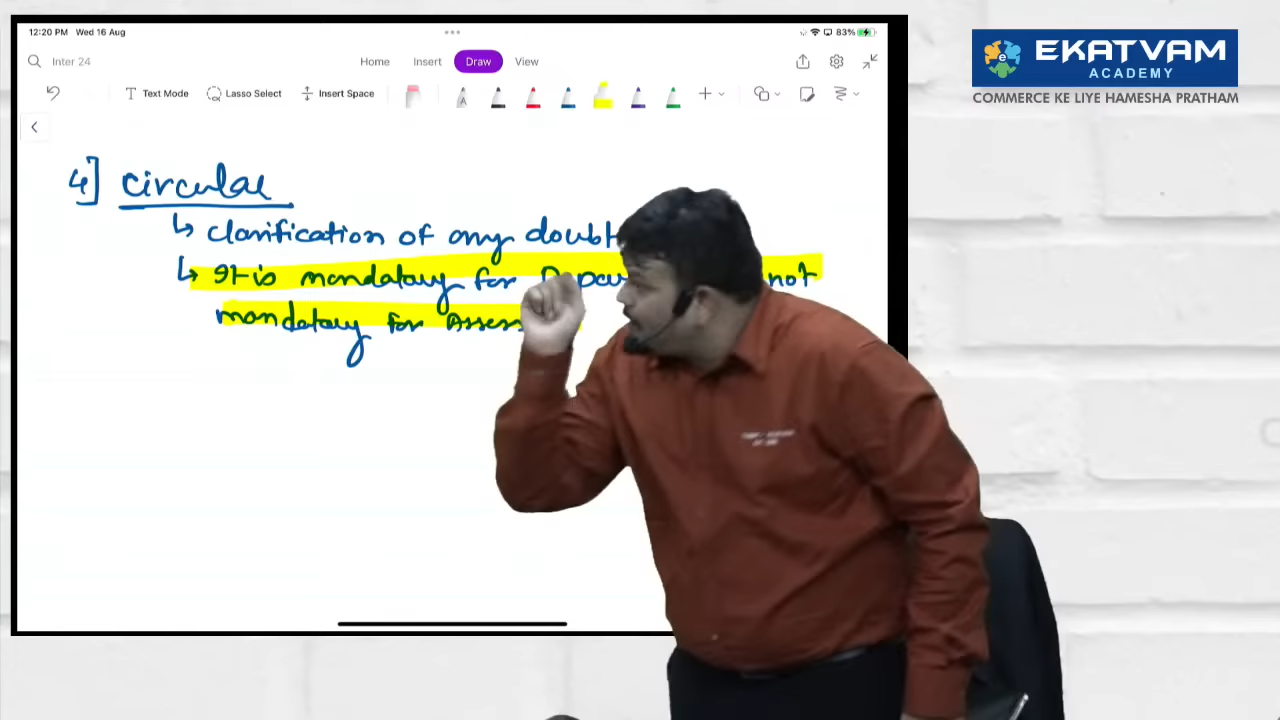 12:20 PM Wed 16 Aug
83%
Inter 24
Home Insert Draw View
Text Mode Lasso Select Insert Space
4] Circular
↳ clarification of any doubt
↳ It is mandatory for not
mandatory for
EKATVAM
ACADEMY
COMMERCE KE LIYE HAMESHA PRATHAM